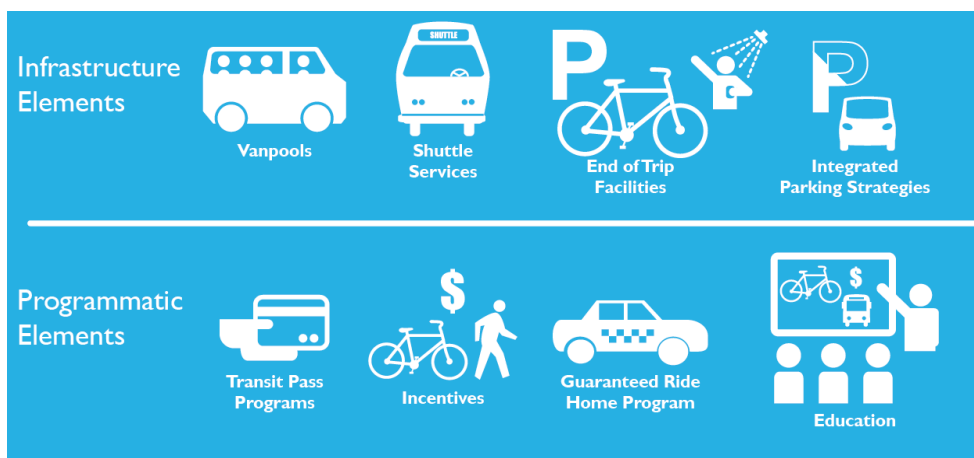 Infrastructure
Elements
SHUTTLE
P
P
Vanpools
Shuttle
Services
End of Trip
Facilities
Integrated
Parking Strategies
Programmatic
Elements
$
$
Transit Pass
Programs
Incentives
Guaranteed Ride
Home Program
Education